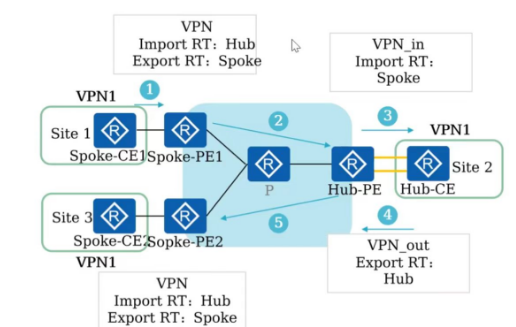 VPN
Import RT: Hub
Export RT: Spoke
VPN_in
Import RT:
Spoke
VPN1
1
2
3
VPN1
Site 1
Spoke-CE1
Spoke-PE1
R
R
R
R
R
Site 2
P
Hub-PE
Hub-CE
Site 3
R
R
5
4
Spoke-CE2
Sopke-PE2
VPN1
VPN_out
Export RT:
Hub
VPN
Import RT: Hub
Export RT: Spoke